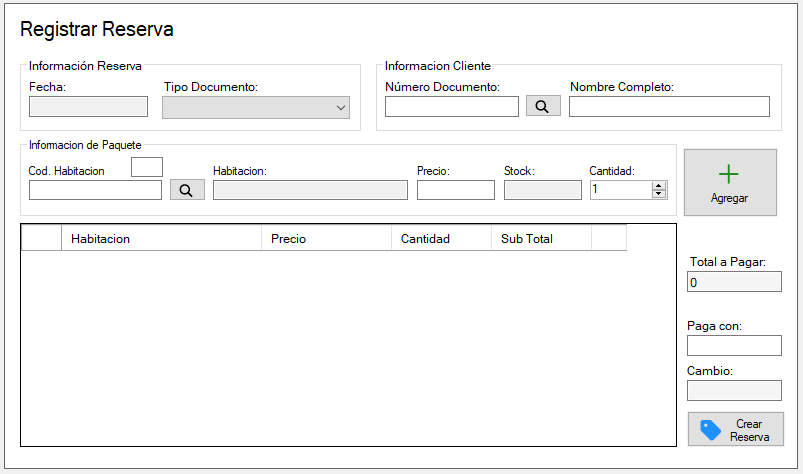 Registrar Reserva
Información Reserva
Informacion Cliente
Fecha:
Tipo Documento:
Número Documento:
Nombre Completo:
Informacion de Paquete
Cod. Habitacion
Habitacion:
Precio:
Stock:
Cantidad:
1
Agregar
Habitacion
Precio
Cantidad
Sub Total
Total a Pagar:
0
Paga con:
Cambio:
Crear
Reserva